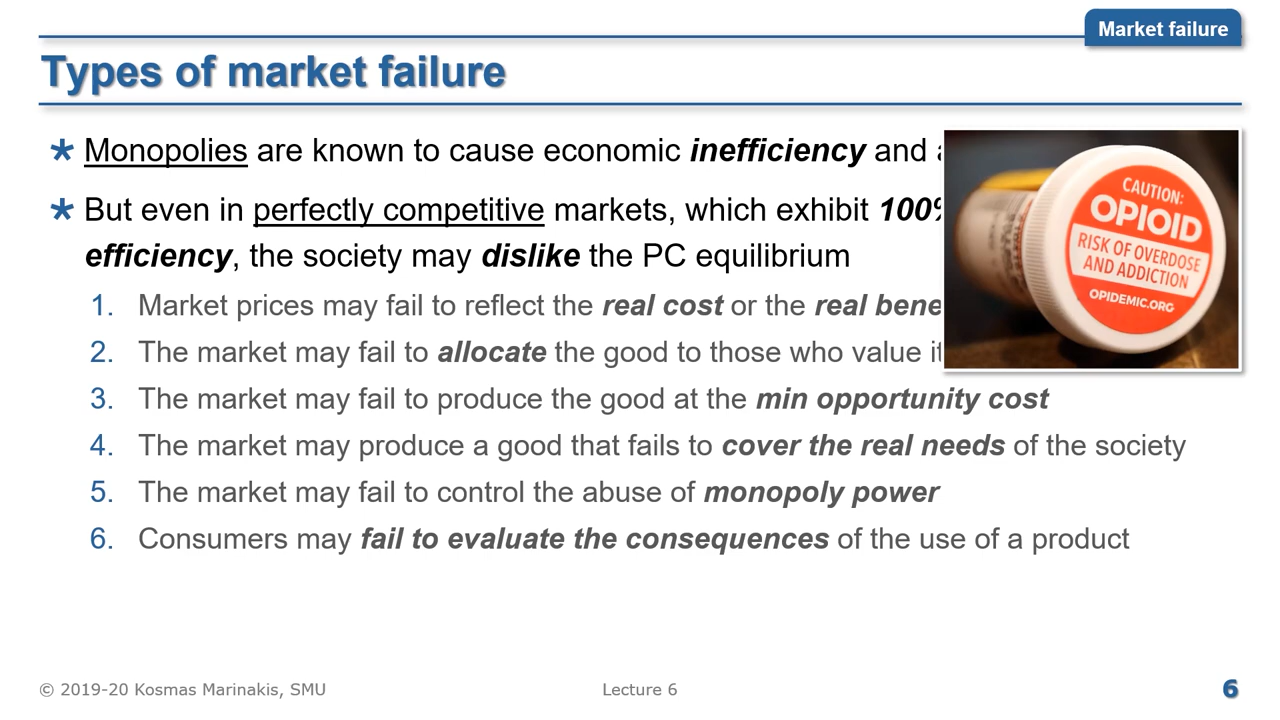 Market failure
Types of market failure
* Monopolies are known to cause economic inefficiency and
* But even in perfectly competitive markets, which exhibit 100%
efficiency, the society may dislike the PC equilibrium
1. Market prices may fail to reflect the real cost or the real
2. The market may fail to allocate the good to those who value
3. The market may fail to produce the good at the min opportunity cost
4. The market may produce a good that fails to cover the real needs of the society
5. The market may fail to control the abuse of monopoly power
6. Consumers may fail to evaluate the consequences of the use of a product
CAUTION:
OPIOID
RISK OF OVERDOSE
AND ADDICTION
OPIDEMIC.ORG
© 2019-20 Kosmas Marinakis, SMU
Lecture 6
6